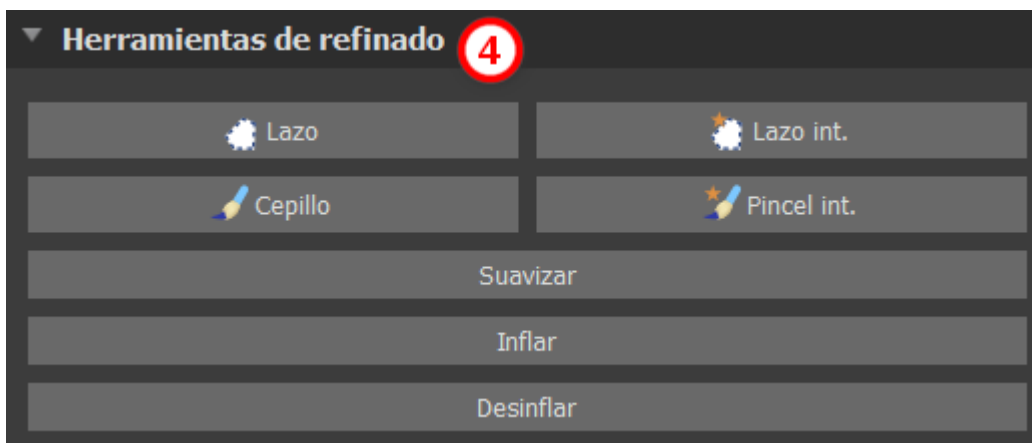 Herramientas de refinado 4
Lazo Lazo int.
Cepillo Pincel int.
Suavizar
Inflar
Desinflar